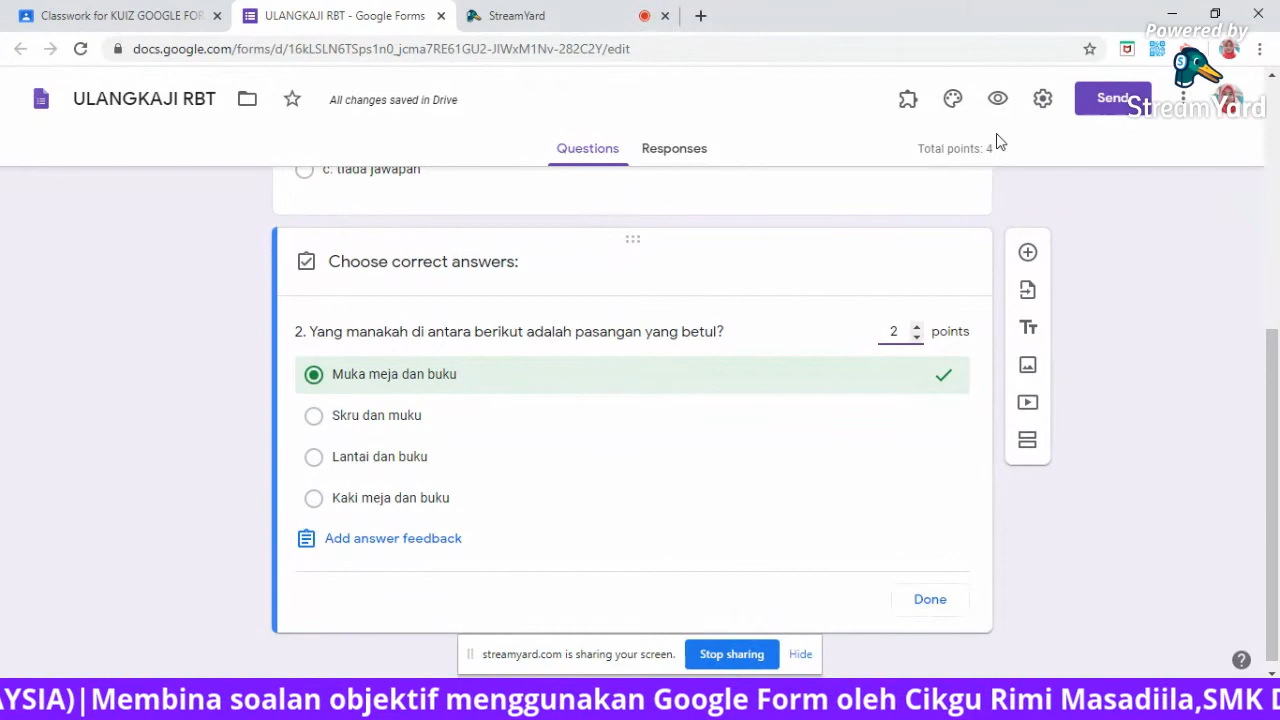 Classwork for KUIZ GOOGLE FOR
ULANGKAJI RBT - Google Forms
StreamYard
docs.google.com/forms/d/16kLSLN6TSps1n0_jcma7RE61GU2-JIWxM1Nv-282C2Y/edit
Powered by
StreamYard
ULANGKAJI RBT
All changes saved in Drive
Send
Questions
Responses
Total points: 4
c. tiada jawapan
Choose correct answers:
2. Yang manakah di antara berikut adalah pasangan yang betul?
2 points
Muka meja dan buku
Skru dan muku
Lantai dan buku
Kaki meja dan buku
Add answer feedback
Done
streamyard.com is sharing your screen.
Stop sharing
Hide
AYSIA)|Membina soalan objektif menggunakan Google Form oleh Cikgu Rimi Masadiila,SMK D